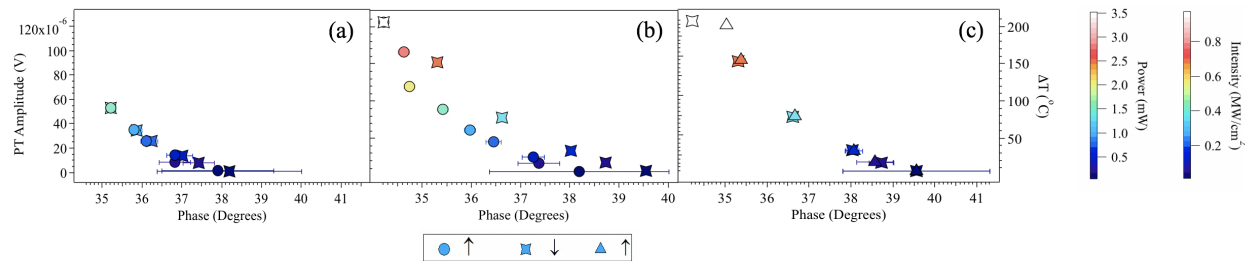 (a)
(b)
(c)
PT Amplitude (V)
120x10⁻⁶
100
80
60
40
20
0
35 36 37 38 39 40 41
Phase (Degrees)
35 36 37 38 39 40
Phase (Degrees)
35 36 37 38 39 40 41
Phase (Degrees)
200
150
100
50
ΔT (°C)
3.5
3.0
2.5
2.0
1.5
1.0
0.5
Power (mW)
0.8
0.6
0.4
0.2
Intensity (MW/cm²)
↑ ↓ ↑